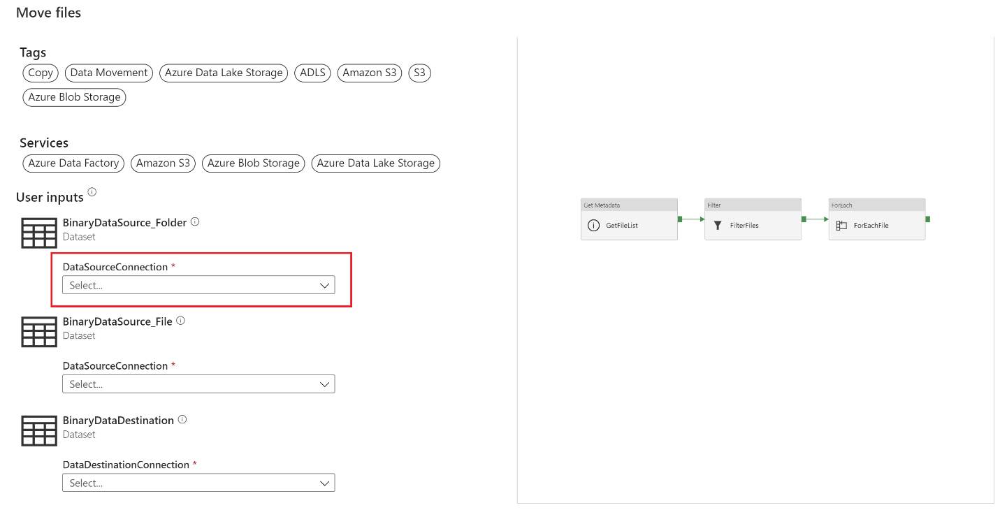 Move files
Tags
Copy Data Movement Azure Data Lake Storage ADLS Amazon S3 S3
Azure Blob Storage
Services
Azure Data Factory Amazon S3 Azure Blob Storage Azure Data Lake Storage
User inputs
BinaryDataSource_Folder
Dataset
DataSourceConnection *
Select...
BinaryDataSource_File
Dataset
DataSourceConnection *
Select...
BinaryDataDestination
Dataset
DataDestinationConnection *
Select...
Get Metadata
GetFileList
Filter
FilterFiles
ForEach
ForEachFile